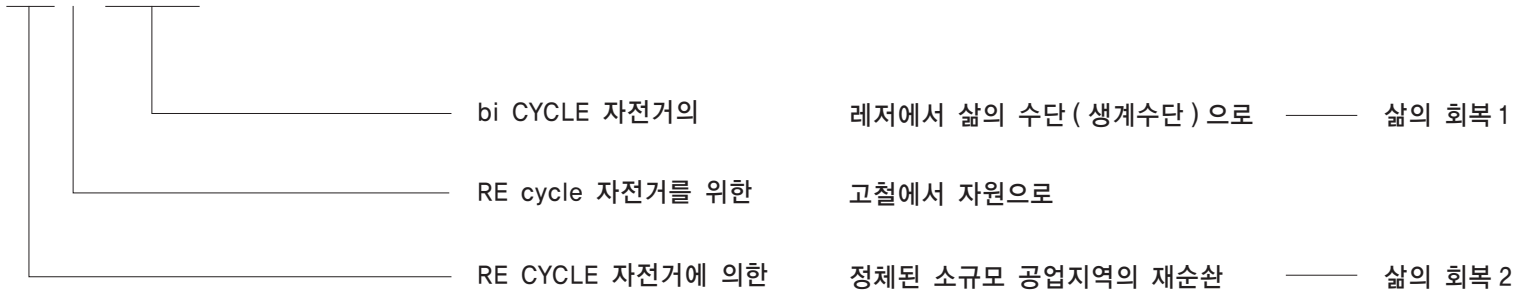 bi CYCLE 자전거의 레저에서 삶의 수단 ( 생계수단 ) 으로 삶의 회복 1
RE cycle 자전거를 위한 고철에서 자원으로
RE CYCLE 자전거에 의한 정체된 소규모 공업지역의 재순솬 삶의 회복 2